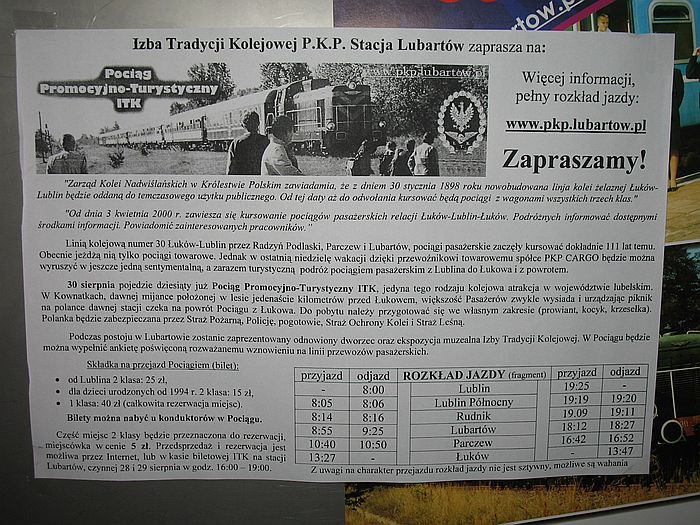 Izba Tradycji Kolejowej P.K.P. Stacja Lubartów zaprasza na:
Pociąg
Promocyjno-Turystyczny
ITK
www.pkp.lubartow.pl
Więcej informacji,
pełny rozkład jazdy:
www.pkp.lubartow.pl
Zapraszamy!
"Zarząd Kolei Nadwiślańskich w Królestwie Polskim zawiadamia, że z dniem 30 stycznia 1898 roku nowobudowana linja kolei żelaznej Łuków-
Lublin będzie oddaną do temczasowego użytku publicznego. Od tej daty aż do odwołania kursować będą pociągi z wagonami wszystkich trzech klas."
"Od dnia 3 kwietnia 2000 r. zawiesza się kursowanie pociągów pasażerskich relacji Łuków-Lublin-Łuków. Podróżnych informować dostępnymi
środkami informacji. Powiadomić zainteresowanych pracowników."
Linią kolejową numer 30 Łuków-Lublin przez Radzyń Podlaski, Parczew i Lubartów, pociągi pasażerskie zaczęły kursować dokładnie 111 lat temu.
Obecnie jeżdżą nią tylko pociągi towarowe. Jednak w ostatnią niedzielę wakacji dzięki przewoźnikowi towarowemu spółce PKP CARGO będzie można
wyruszyć w jeszcze jedną sentymentalną, a zarazem turystyczną podróż pociągiem pasażerskim z Lublina do Łukowa i z powrotem.
30 sierpnia pojedzie dziesiąty już Pociąg Promocyjno-Turystyczny ITK, jedyna tego rodzaju kolejowa atrakcja w województwie lubelskim.
W Kownatkach, dawnej mijance położonej w lesie jedenaście kilometrów przed Łukowem, większość Pasażerów zwykle wysiada i urządzając piknik
na polance dawnej stacji czeka na powrót Pociągu z Łukowa. Do pobytu należy przygotować się we własnym zakresie (prowiant, kocyk, krzesełka).
Polanka będzie zabezpieczana przez Straż Pożarną, Policję, pogotowie, Straż Ochrony Kolei i Straż Leśną.
Podczas postoju w Lubartowie zostanie zaprezentowany odnowiony dworzec oraz ekspozycja muzealna Izby Tradycji Kolejowej. W Pociągu będzie
można wypełnić ankietę poświęconą rozważanemu wznowieniu na linii przewozów pasażerskich.
Składka na przejazd Pociągiem (bilet):
• od Lublina 2 klasa: 25 zł,
• dla dzieci urodzonych od 1994 r. 2 klasa: 15 zł,
• 1 klasa: 40 zł (całkowita rezerwacja miejsc).
Bilety można nabyć u konduktorów w Pociągu.
Część miejsc 2 klasy będzie przeznaczona do rezerwacji,
miejscówka w cenie 5 zł. Przedsprzedaż i rezerwacja jest
możliwa przez Internet, lub w kasie biletowej ITK na stacji
Lubartów, czynnej 28 i 29 sierpnia w godz. 16:00 – 19:00.
przyjazd odjazd ROZKŁAD JAZDY (fragment) przyjazd odjazd
- 8:00 Lublin 19:25 -
8:05 8:06 Lublin Północny 19:19 19:20
8:14 8:16 Rudnik 19.09 19:11
8:55 9:25 Lubartów 18:12 18:27
10:40 10:50 Parczew 16:42 16:52
13:27 - Łuków - 13:47
Z uwagi na charakter przejazdu rozkład jazdy nie jest sztywny, możliwe są wahania